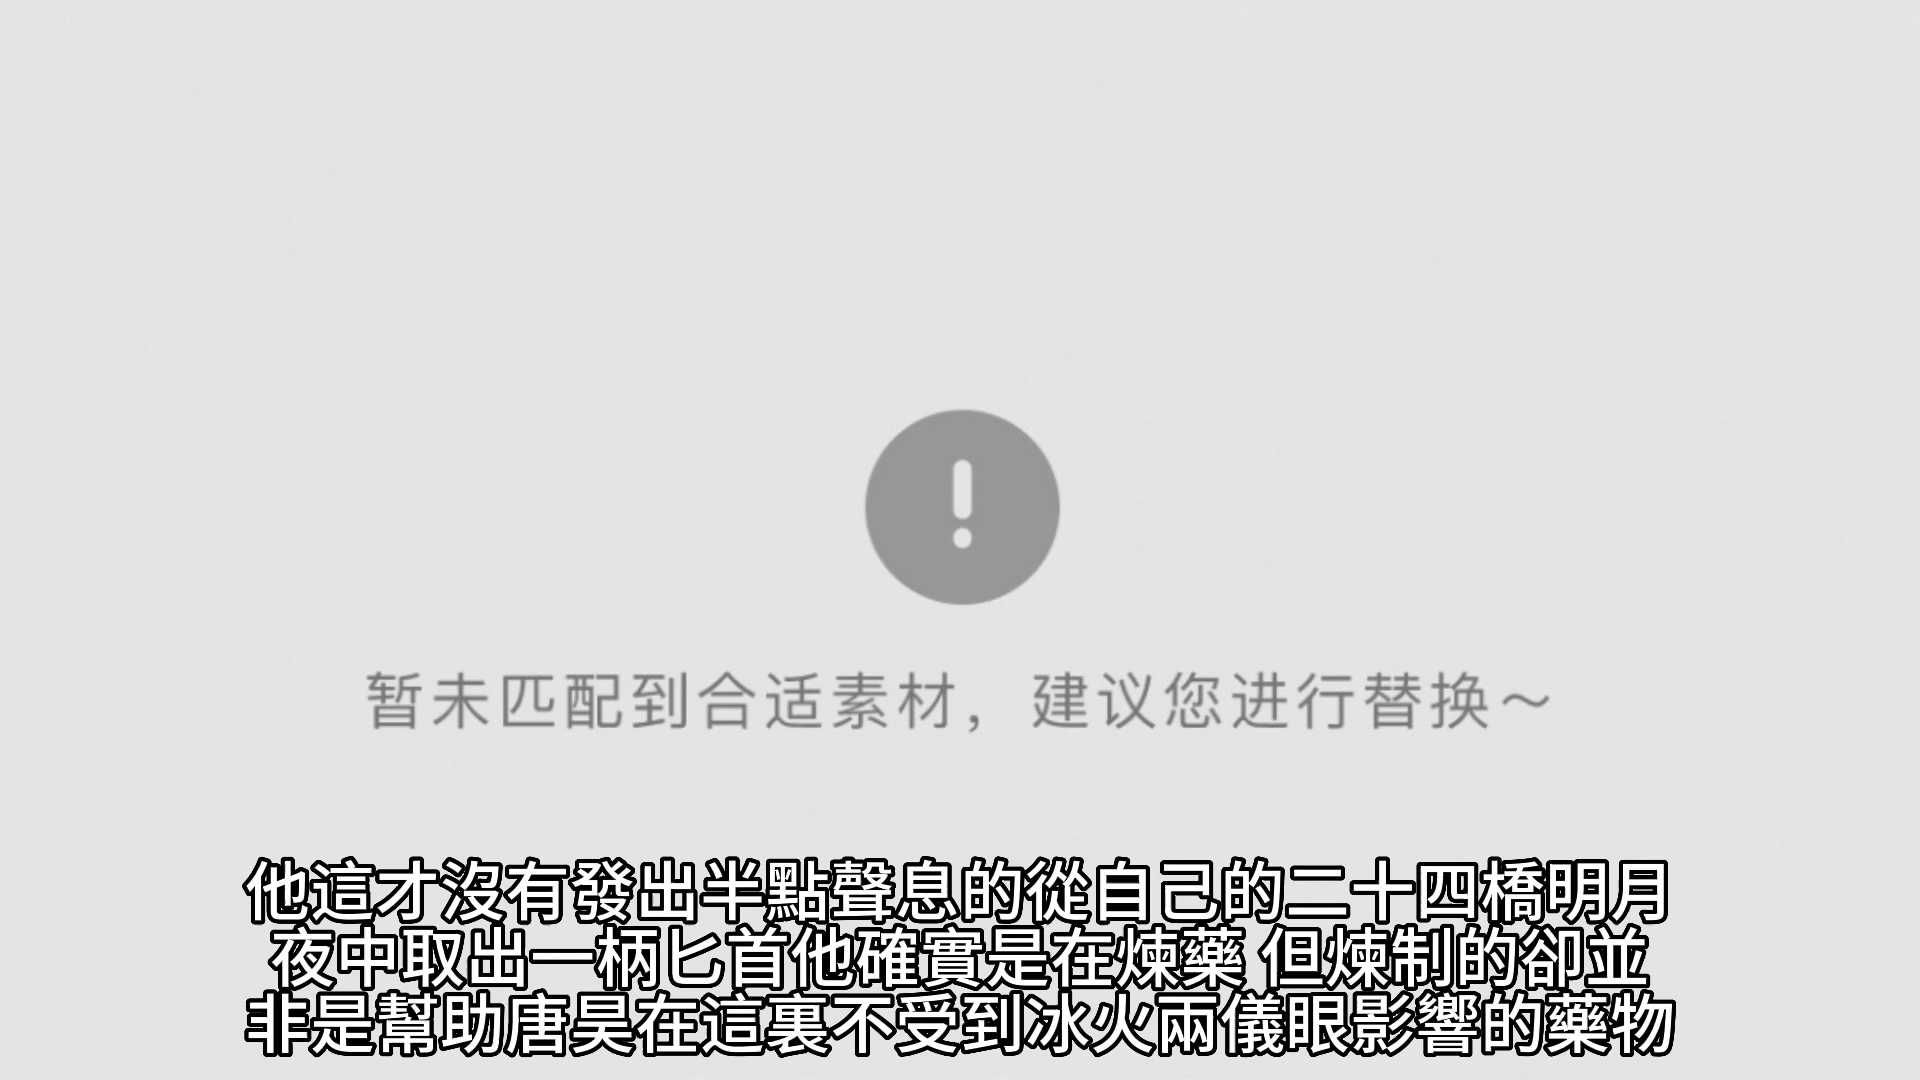 暂未匹配到合适素材，建议您进行替换～
他這才沒有發出半點聲息的從自己的二十四橋明月
夜中取出一柄匕首他確實是在煉藥 但煉制的卻並
非是幫助唐昊在這裏不受到冰火兩儀眼影響的藥物